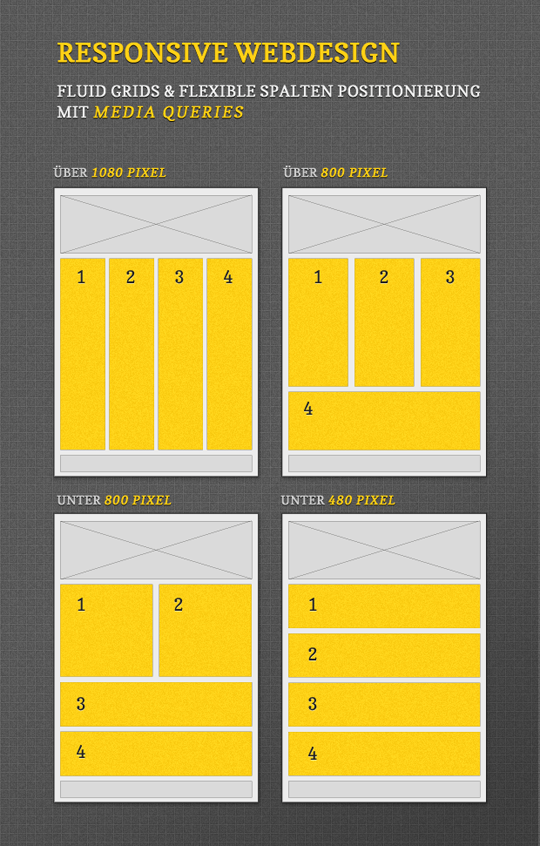 RESPONSIVE WEBDESIGN
FLUID GRIDS & FLEXIBLE SPALTEN POSITIONIERUNG
MIT MEDIA QUERIES
ÜBER 1080 PIXEL
1 2 3 4
ÜBER 800 PIXEL
1 2 3
4
UNTER 800 PIXEL
1 2
3
4
UNTER 480 PIXEL
1
2
3
4